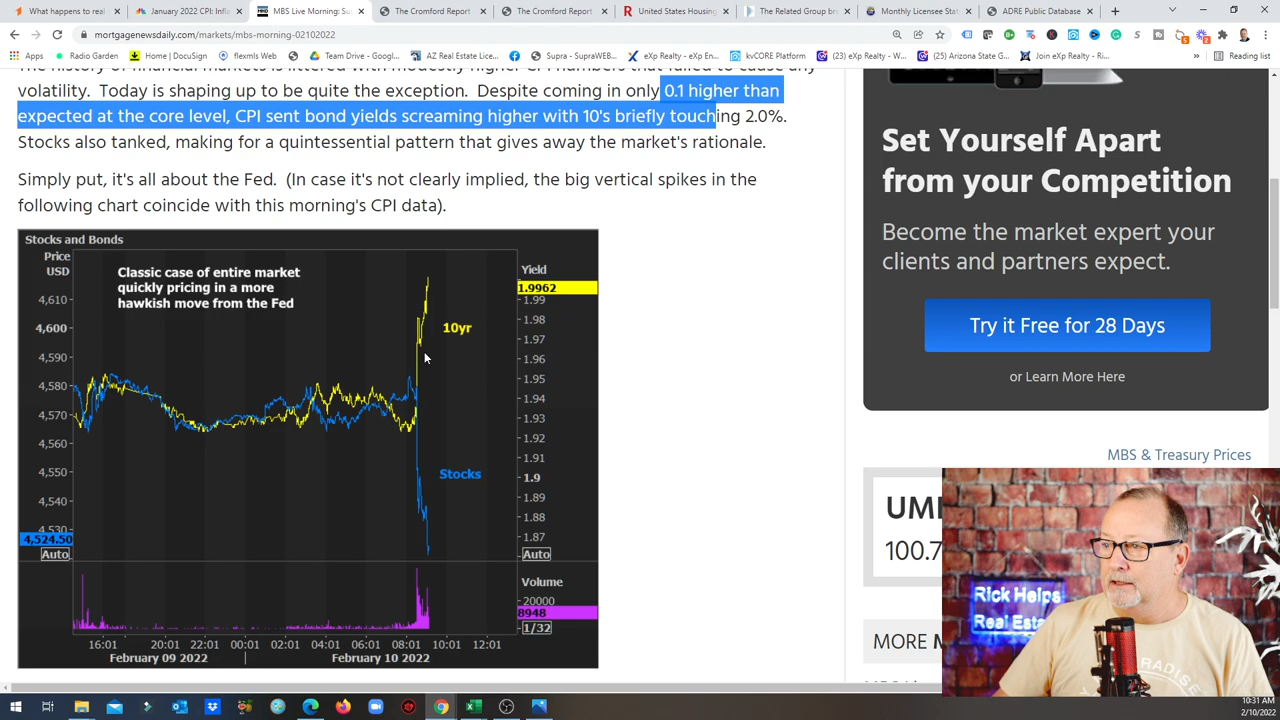 What happens to real
January 2022 CPI: Infla
MBS Live Morning: Su
The Cromford Report
The Cromford Report
United States Housing
The Related Group br
Monthly Licensee Stat
ADRE Public Database
mortgagenewsdaily.com/markets/mbs-morning-02102022
Apps
Radio Garden
Home | DocuSign
flexmls Web
Team Drive - Googl...
AZ Real Estate Lice...
Supra - SupraWEB...
eXp Realty - eXp En...
kvCORE Platform
(23) eXp Realty - W...
(25) Arizona State G...
Join eXp Realty - m...
Reading list
volatility. Today is shaping up to be quite the exception. Despite coming in only 0.1 higher than
expected at the core level, CPI sent bond yields screaming higher with 10's briefly touching 2.0%.
Stocks also tanked, making for a quintessential pattern that gives away the market's rationale.
Simply put, it's all about the Fed. (In case it's not clearly implied, the big vertical spikes in the
following chart coincide with this morning's CPI data).
Stocks and Bonds
Price
USD
Classic case of entire market
quickly pricing in a more
hawkish move from the Fed
4,610
4,600
4,590
4,580
4,570
4,560
4,550
4,540
4,530
4,524.50
Auto
10yr
Stocks
Yield
1.9962
1.99
1.98
1.97
1.96
1.95
1.94
1.93
1.92
1.91
1.9
1.89
1.88
1.87
Auto
Volume
20000
8948
1/32
16:01 20:01 22:01 00:01 02:01 04:01 06:01 08:01 10:01 12:01
February 09 2022 February 10 2022
Set Yourself Apart
from your Competition
Become the market expert your
clients and partners expect.
Try it Free for 28 Days
or Learn More Here
MBS & Treasury Prices
100.7
MORE
Rick Helps
Real
10:31 AM
2/10/2022